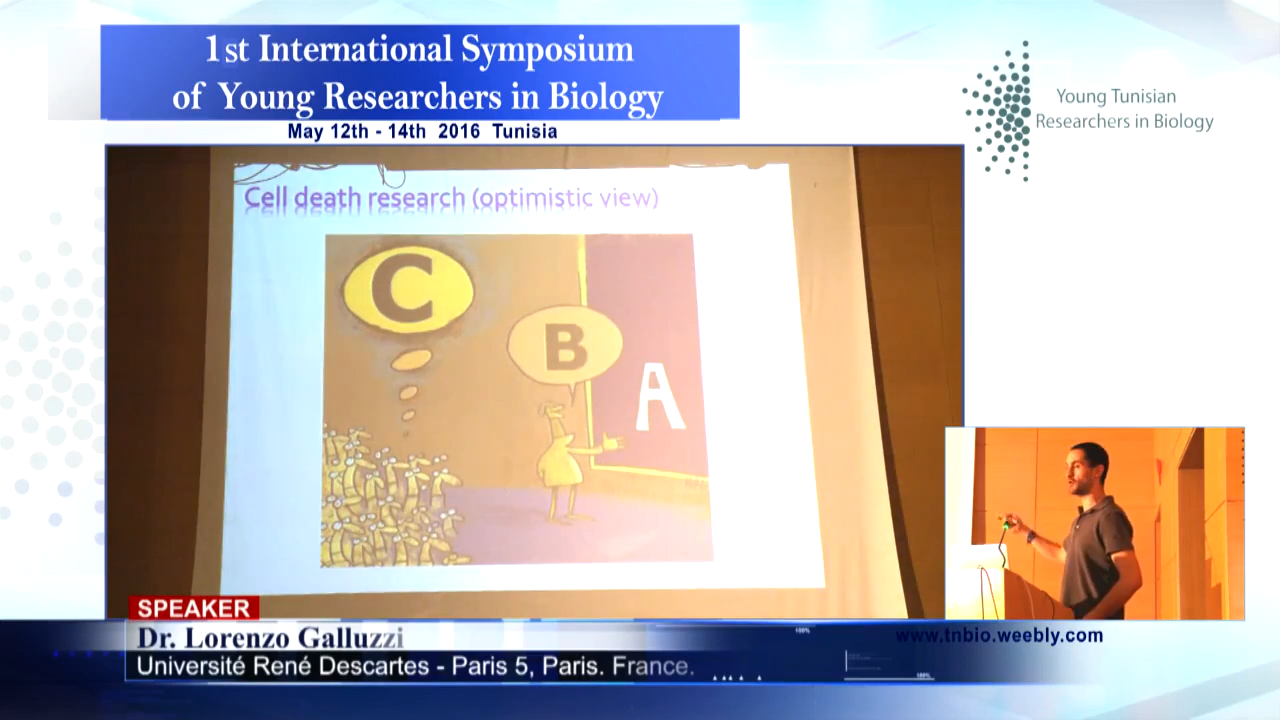 1st International Symposium
of Young Researchers in Biology
May 12th - 14th 2016 Tunisia
Young Tunisian
Researchers in Biology
Cell death research (optimistic view)
C
B
A
SPEAKER
Dr. Lorenzo Galluzzi
Université René Descartes - Paris 5, Paris. France.
www.tnbio.weebly.com
100%
100%